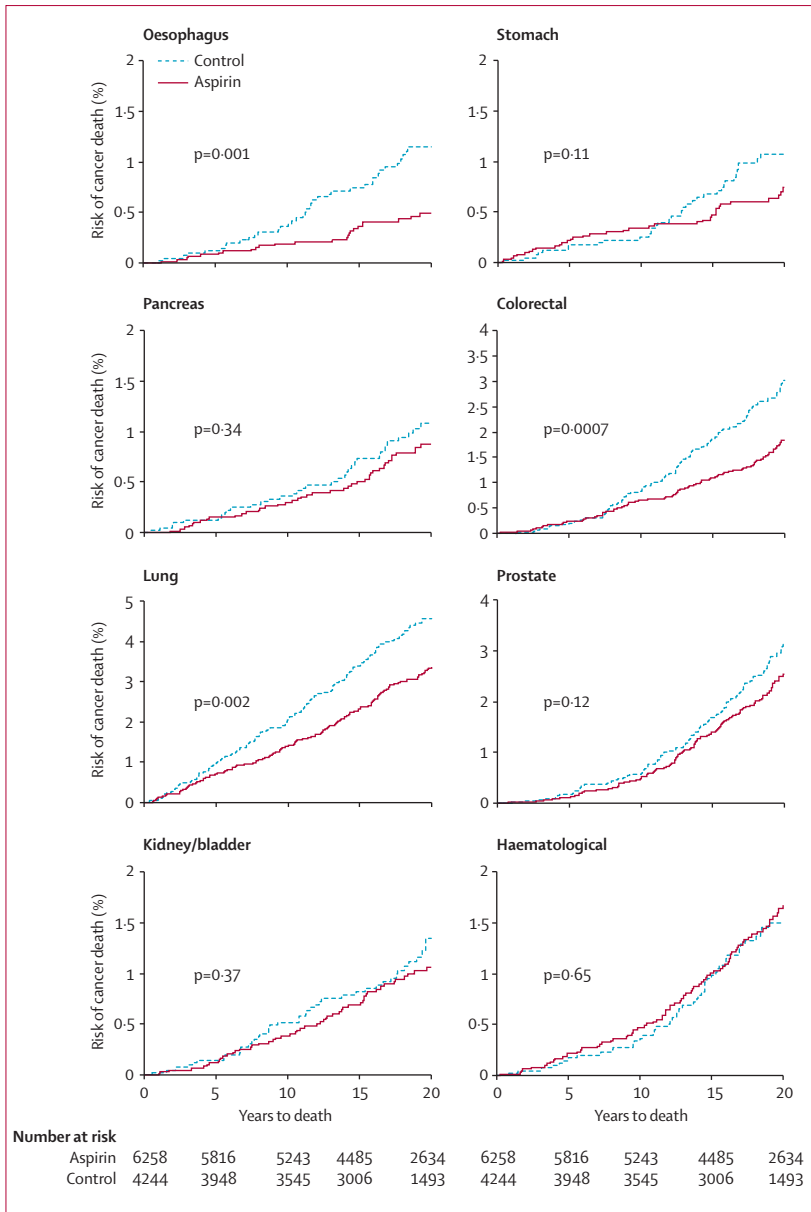 Oesophagus
Stomach
2
1·5
1
0·5
0
Risk of cancer death (%)
Control
Aspirin
p=0·001
2
1·5
1
0·5
0
p=0·11
Pancreas
Colorectal
2
1·5
1
0·5
0
Risk of cancer death (%)
p=0·34
4
3·5
3
2·5
2
1·5
1
0·5
0
p=0·0007
Lung
Prostate
5
4
3
2
1
0
Risk of cancer death (%)
p=0·002
4
3
2
1
0
p=0·12
Kidney/bladder
Haematological
2
1·5
1
0·5
0
Risk of cancer death (%)
p=0·37
0 5 10 15 20
Years to death
2
1·5
1
0·5
0
p=0·65
0 5 10 15 20
Years to death
Number at risk
Aspirin 6258 5816 5243 4485 2634 6258 5816 5243 4485 2634
Control 4244 3948 3545 3006 1493 4244 3948 3545 3006 1493